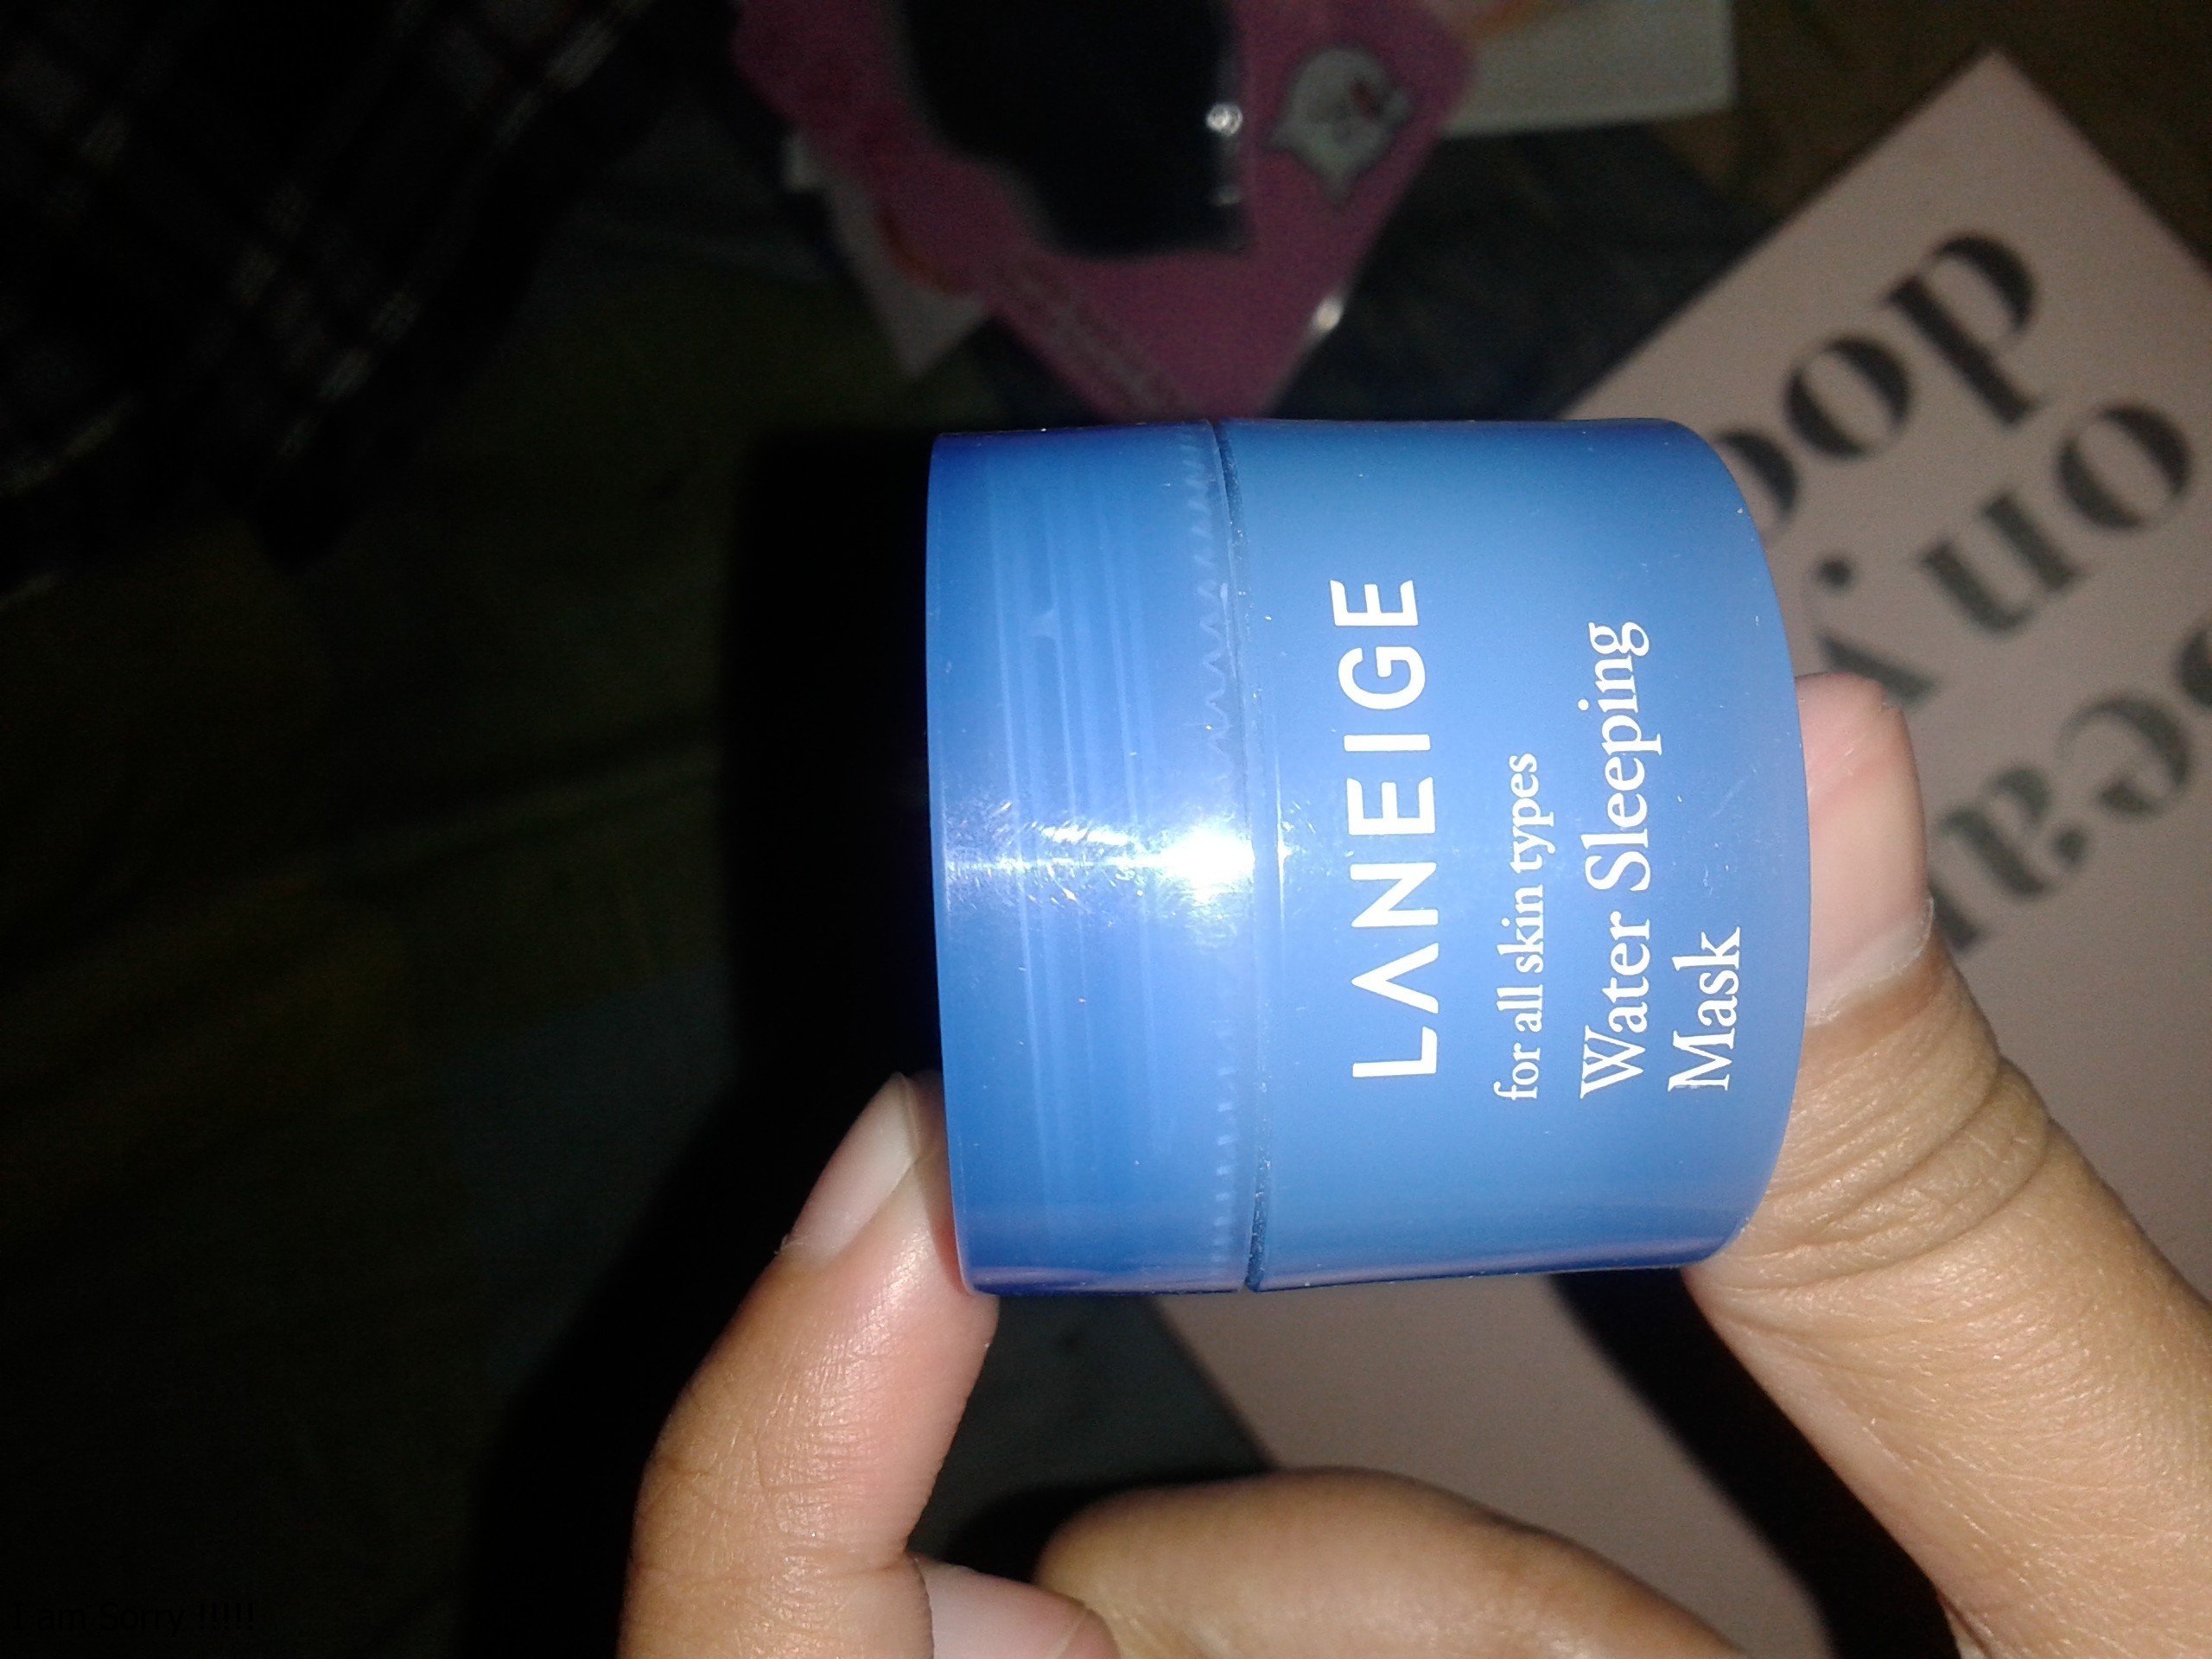 LANEIGE
for all skin types
Water Sleeping
Mask
I am Sorry !!!!!